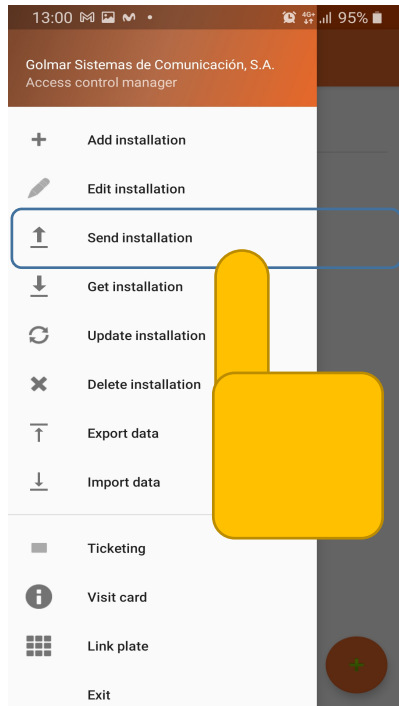 13:00 4G+ 95%
Golmar Sistemas de Comunicación, S.A.
Access control manager
Add installation
Edit installation
Send installation
Get installation
Update installation
Delete installation
Export data
Import data
Ticketing
Visit card
Link plate
Exit